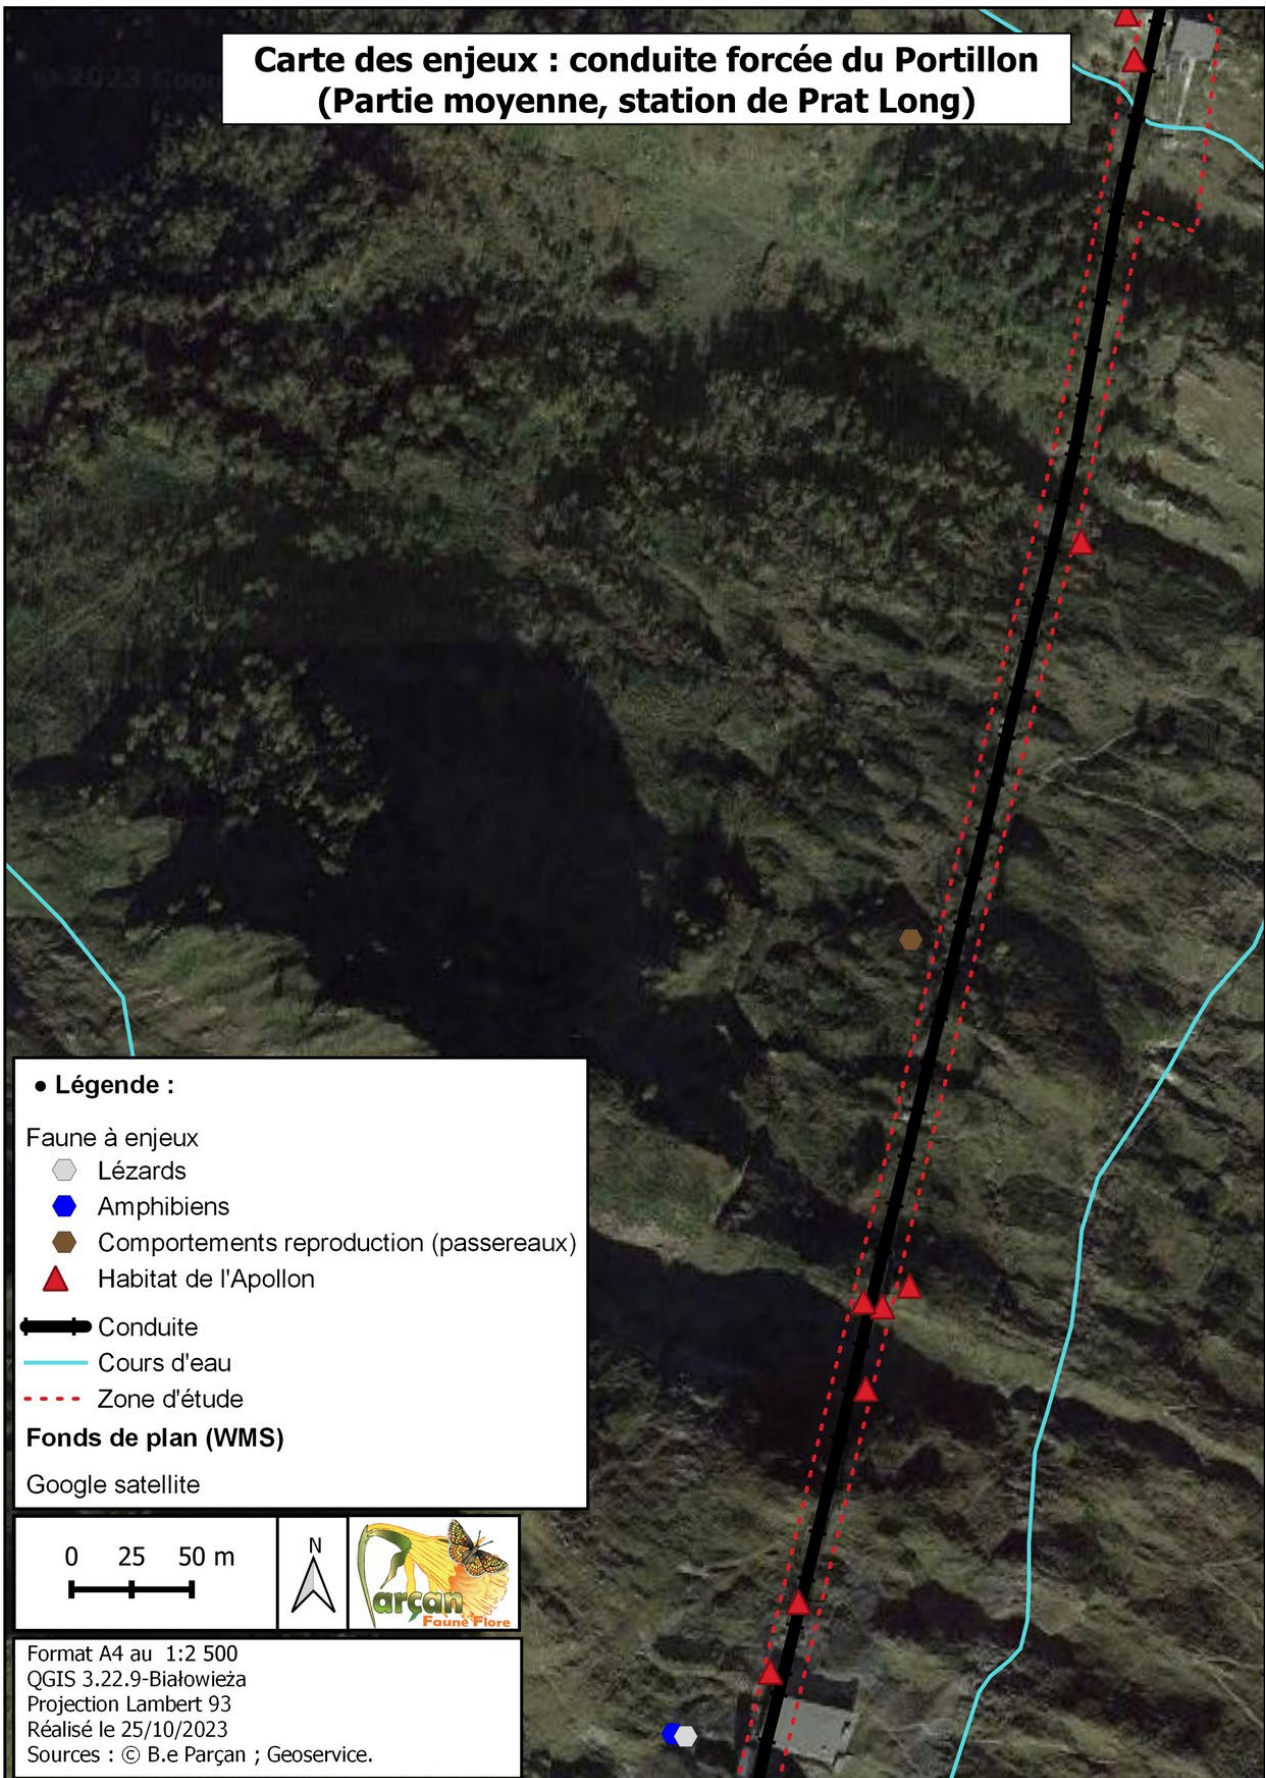 Carte des enjeux : conduite forcée du Portillon
(Partie moyenne, station de Prat Long)
© 2023 Goo
• Légende :
Faune à enjeux
Lézards
Amphibiens
Comportements reproduction (passereaux)
Habitat de l'Apollon
Conduite
Cours d'eau
Zone d'étude
Fonds de plan (WMS)
Google satellite
0 25 50 m
N
Parçan
Faune Flore
Format A4 au 1:2 500
QGIS 3.22.9-Białowieża
Projection Lambert 93
Réalisé le 25/10/2023
Sources : © B.e Parçan ; Geoservice.